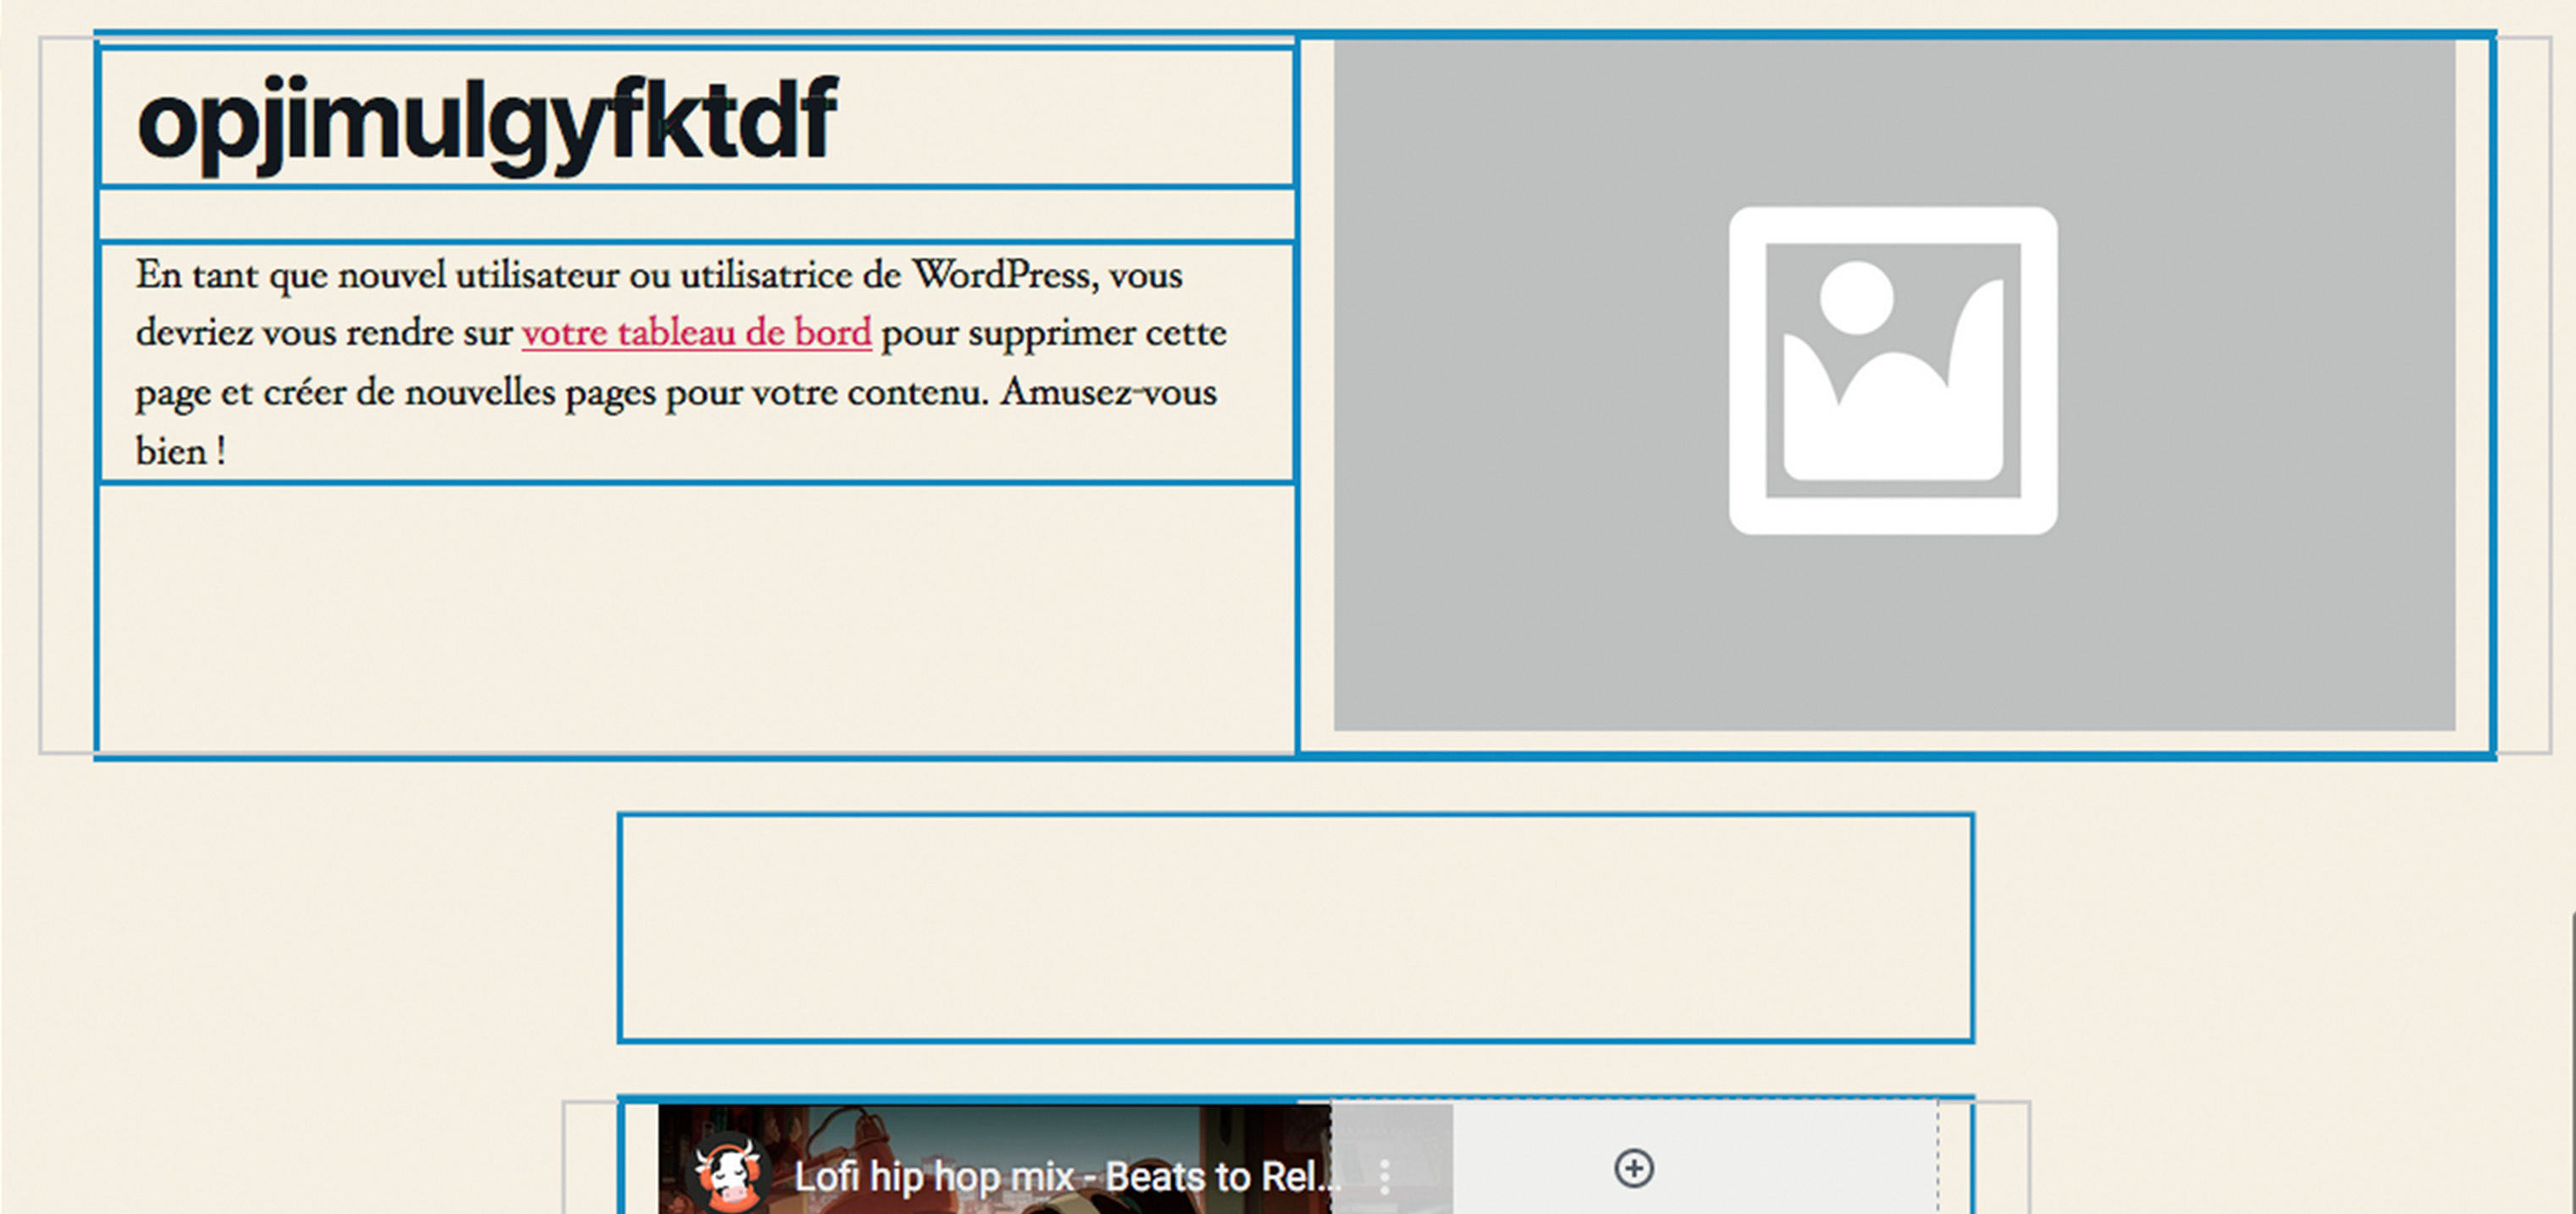 opjimulgyfktdf
En tant que nouvel utilisateur ou utilisatrice de WordPress, vous
devriez vous rendre sur votre tableau de bord pour supprimer cette
page et créer de nouvelles pages pour votre contenu. Amusez-vous
bien !
Lofi hip hop mix - Beats to Rel...